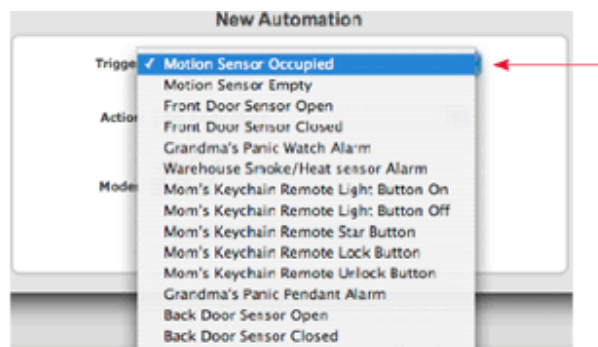 New Automation
Trigge ✓ Motion Sensor Occupied
Motion Sensor Empty
Front Door Sensor Open
Action
Front Door Sensor Closed
Grandma's Panic Watch Alarm
Warehouse Smoke/Heat sensor Alarm
Mode Mom's Keychain Remote Light Button On
Mom's Keychain Remote Light Button Off
Mom's Keychain Remote Star Button
Mom's Keychain Remote Lock Button
Mom's Keychain Remote Unlock Button
Grandma's Panic Pendant Alarm
Back Door Sensor Open
Back Door Sensor Closed